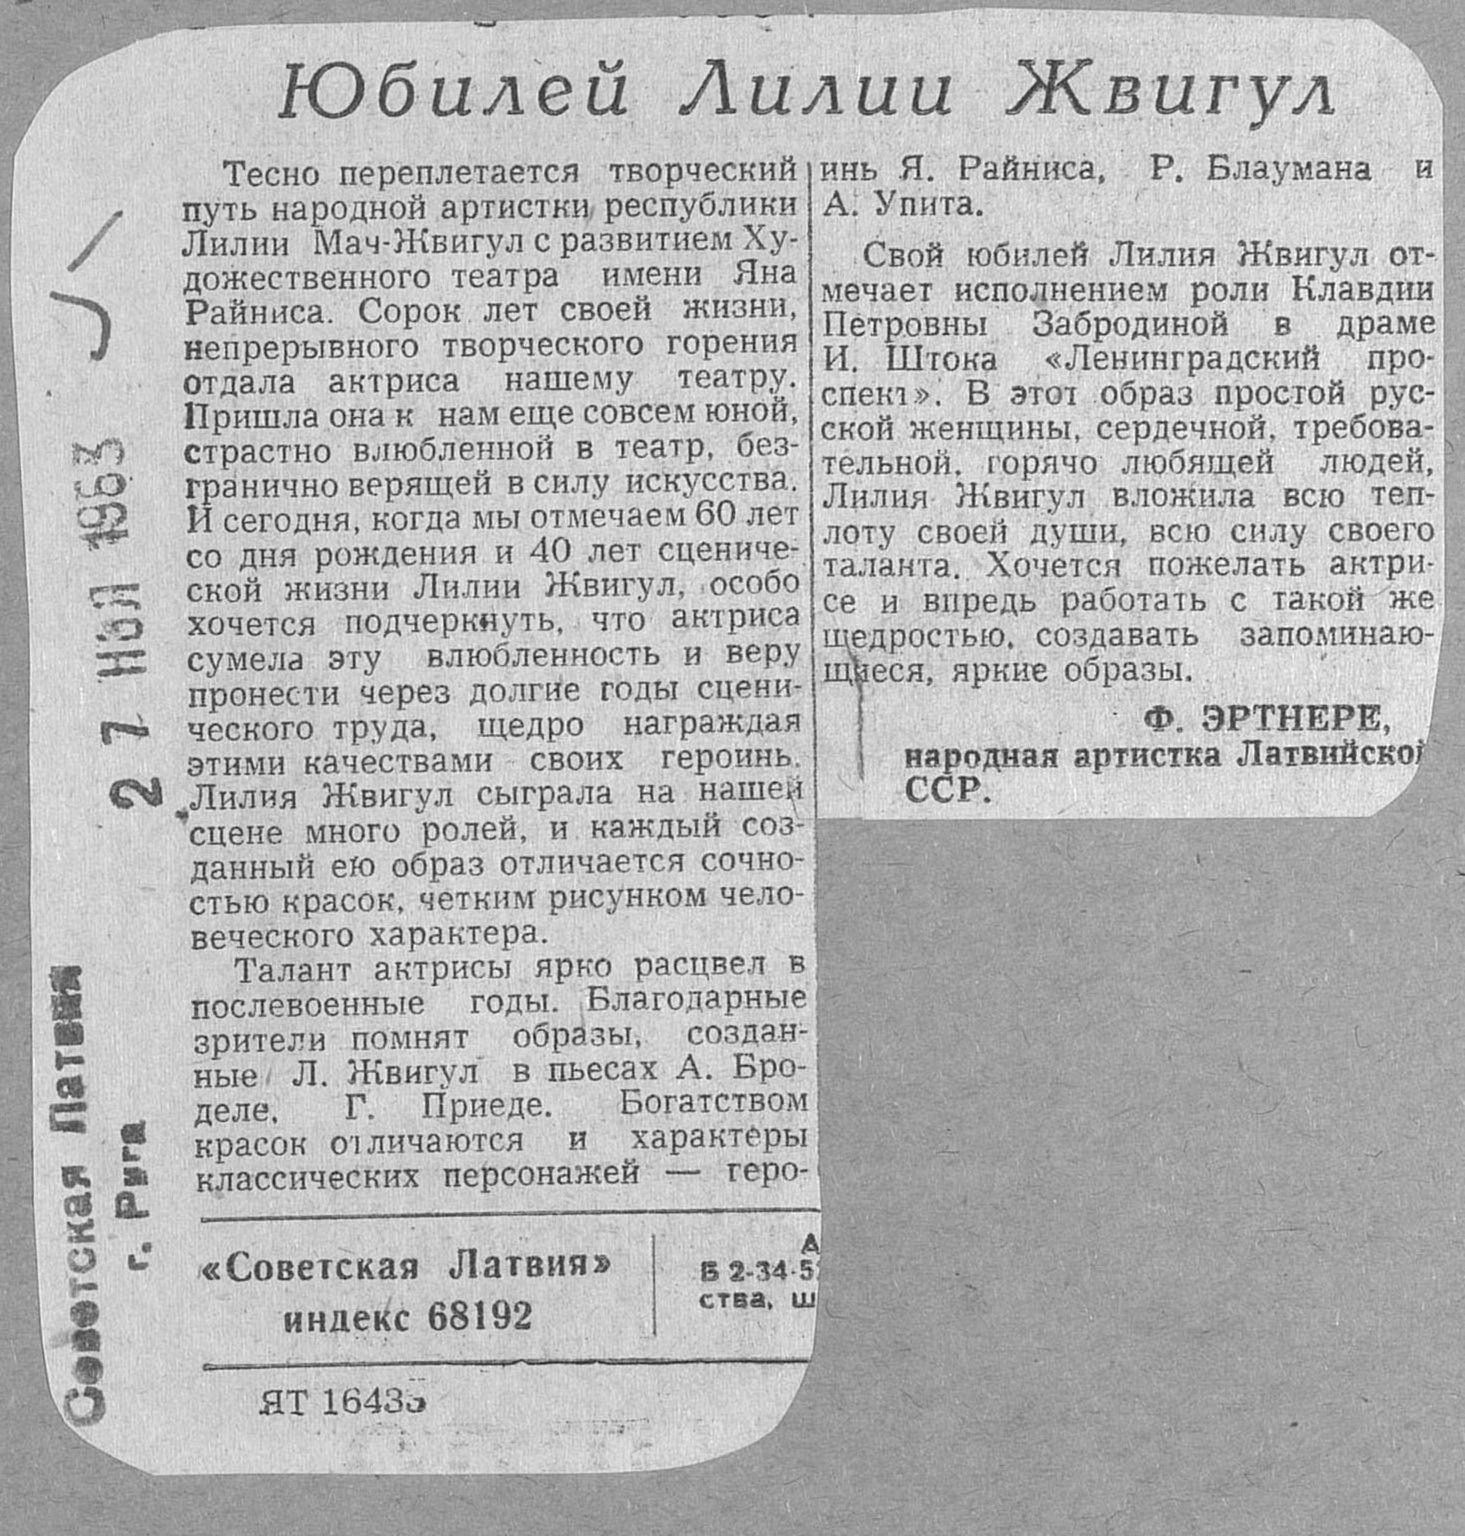 Юбилей Лилии Жвигул
Тесно переплетается творческий
путь народной артистки республики
Лилии Мач-Жвигул с развитием Ху-
дожественного театра имени Яна
Райниса. Сорок лет своей жизни,
непрерывного творческого горения
отдала актриса нашему театру.
Пришла она к нам еще совсем юной,
страстно влюбленной в театр, без-
гранично верящей в силу искусства.
И сегодня, когда мы отмечаем 60 лет
со дня рождения и 40 лет сцениче-
ской жизни Лилии Жвигул, особо
хочется подчеркнуть, что актриса
сумела эту влюбленность и веру
пронести через долгие годы сцени-
ческого труда, щедро награждая
этими качествами своих героинь.
Лилия Жвигул сыграла на нашей
сцене много ролей, и каждый соз-
данный ею образ отличается сочно-
стью красок, четким рисунком чело-
веческого характера.
Талант актрисы ярко расцвел в
послевоенные годы. Благодарные
зрители помнят образы, создан-
ные Л. Жвигул в пьесах А. Бро-
деле, Г. Приеде. Богатством
красок отличаются и характеры
классических персонажей — геро-
инь Я. Райниса, Р. Блаумана и
А. Упита.
Свой юбилей Лилия Жвигул от-
мечает исполнением роли Клавдии
Петровны Забродиной в драме
И. Штока «Ленинградский про-
спект». В этот образ простой рус-
ской женщины, сердечной, требова-
тельной, горячо любящей людей,
Лилия Жвигул вложила всю теп-
лоту своей души, всю силу своего
таланта. Хочется пожелать актри-
се и впредь работать с такой же
щедростью, создавать запоминаю-
щиеся, яркие образы.
Ф. ЭРТНЕРЕ,
народная артистка Латвийской
ССР.
«Советская Латвия»
индекс 68192
А
Б 2-34-5
ства, ш
ЯТ 16435
Советская Латвия
г. Рига
27 НОЯ 1963